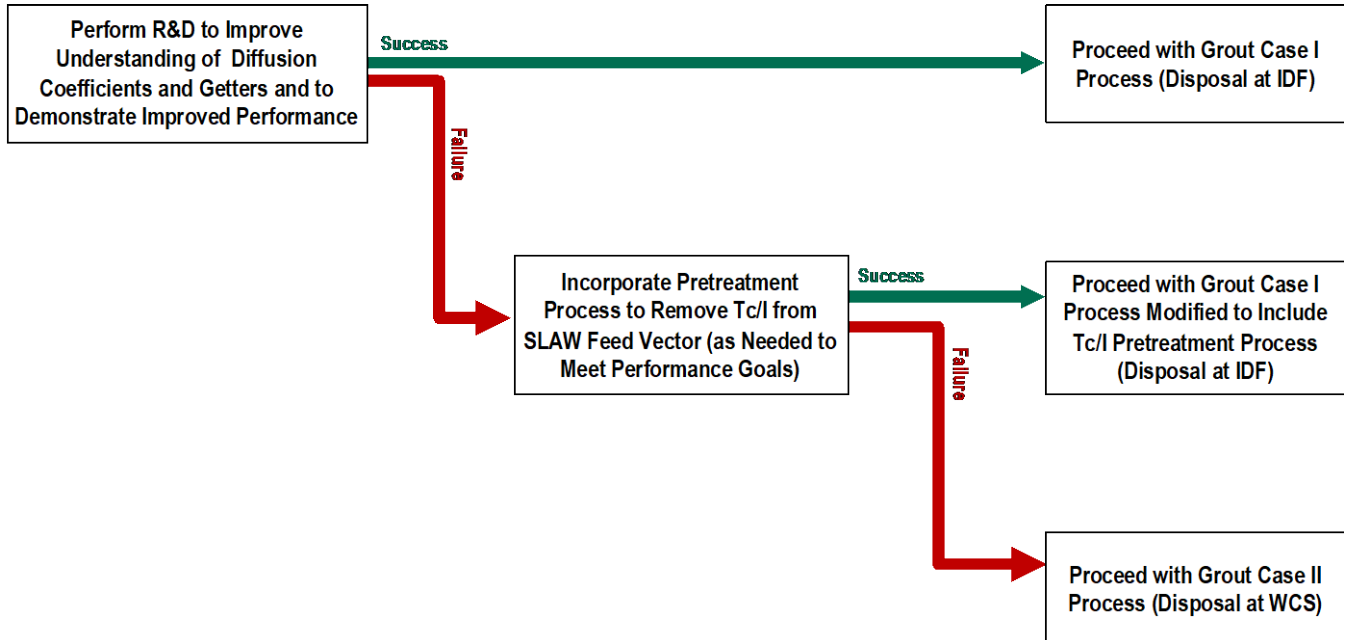 Perform R&D to Improve
Understanding of Diffusion
Coefficients and Getters and to
Demonstrate Improved Performance
Success
Proceed with Grout Case I
Process (Disposal at IDF)
Failure
Incorporate Pretreatment
Process to Remove Tc/I from
SLAW Feed Vector (as Needed to
Meet Performance Goals)
Success
Proceed with Grout Case I
Process Modified to Include
Tc/I Pretreatment Process
(Disposal at IDF)
Failure
Proceed with Grout Case II
Process (Disposal at WCS)